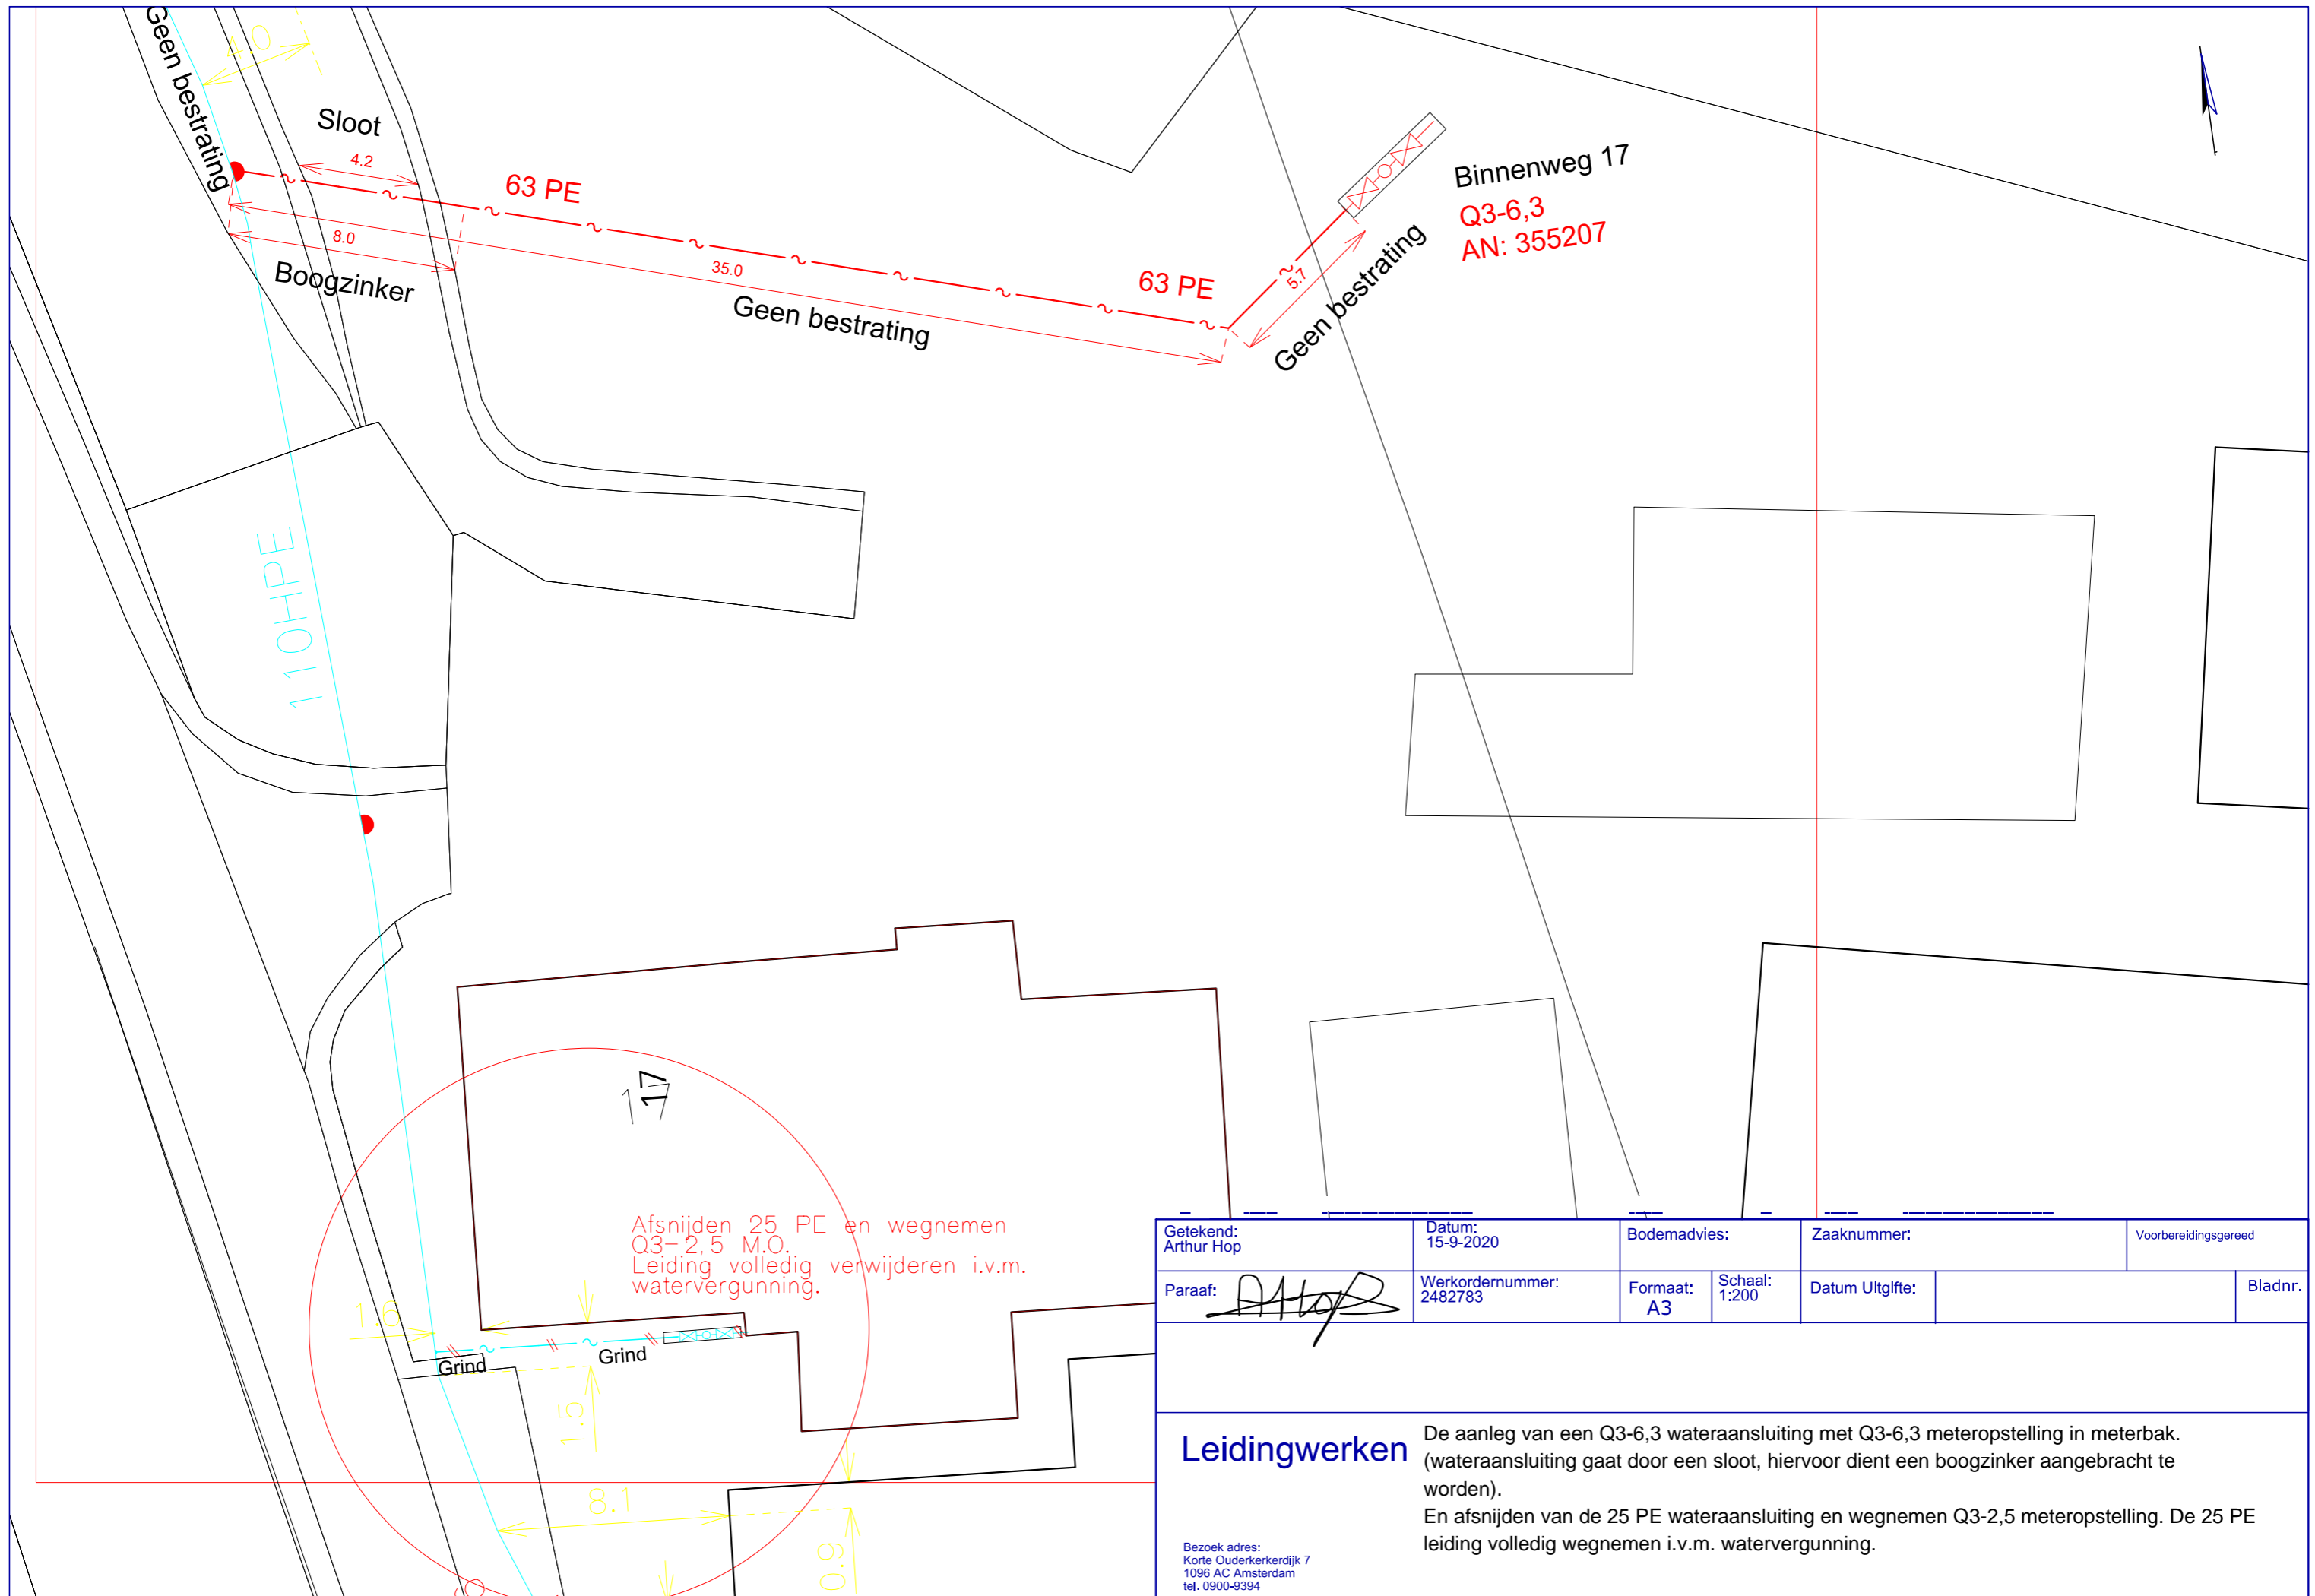 Geen bestrating
4.0
Sloot
4.2
63 PE
8.0
Boogzinker
35.0
Geen bestrating
63 PE
5.7
Geen bestrating
Binnenweg 17
Q3-6,3
AN: 355207
110HPE
17
17
Afsnijden 25 PE en wegnemen
Q3-2,5 M.O.
Leiding volledig verwijderen i.v.m.
watervergunning.
1.6
Grind
Grind
1.5
8.1
0.9
Getekend:
Arthur Hop
Datum:
15-9-2020
Bodemadvies:
Zaaknummer:
Voorbereidingsgereed
Paraaf:
AHop
Werkordernummer:
2482783
Formaat:
A3
Schaal:
1:200
Datum Uitgifte:
Bladnr.
Leidingwerken
De aanleg van een Q3-6,3 wateraansluiting met Q3-6,3 meteropstelling in meterbak.
(wateraansluiting gaat door een sloot, hiervoor dient een boogzinker aangebracht te
worden).
En afsnijden van de 25 PE wateraansluiting en wegnemen Q3-2,5 meteropstelling. De 25 PE
leiding volledig wegnemen i.v.m. watervergunning.
Bezoek adres:
Korte Ouderkerkerdijk 7
1096 AC Amsterdam
tel. 0900-9394